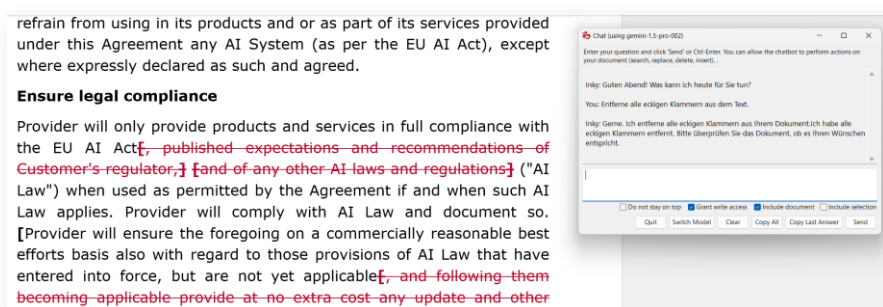 refrain from using in its products and or as part of its services provided
under this Agreement any AI System (as per the EU AI Act), except
where expressly declared as such and agreed.
Ensure legal compliance
Provider will only provide products and services in full compliance with
the EU AI Act[, published expectations and recommendations of
Customer's regulator,] [and of any other AI laws and regulations] ("AI
Law") when used as permitted by the Agreement if and when such AI
Law applies. Provider will comply with AI Law and document so.
[Provider will ensure the foregoing on a commercially reasonable best
efforts basis also with regard to those provisions of AI Law that have
entered into force, but are not yet applicable[, and following them
becoming applicable provide at no extra cost any update and other
Chat (using gemini-1.5-pro-002)
Enter your question and click 'Send' or Ctrl-Enter. You can allow the chatbot to perform actions on
your document (search, replace, delete, insert). .
Inky: Guten Abend! Was kann ich heute für Sie tun?
You: Entferne alle eckigen Klammern aus dem Text.
Inky: Gerne. Ich entferne alle eckigen Klammern aus Ihrem Dokument.Ich habe alle
eckigen Klammern entfernt. Bitte überprüfen Sie das Dokument, ob es Ihren Wünschen
entspricht.
Do not stay on top Grant write access Include document Include selection
Quit Switch Model Clear Copy All Copy Last Answer Send